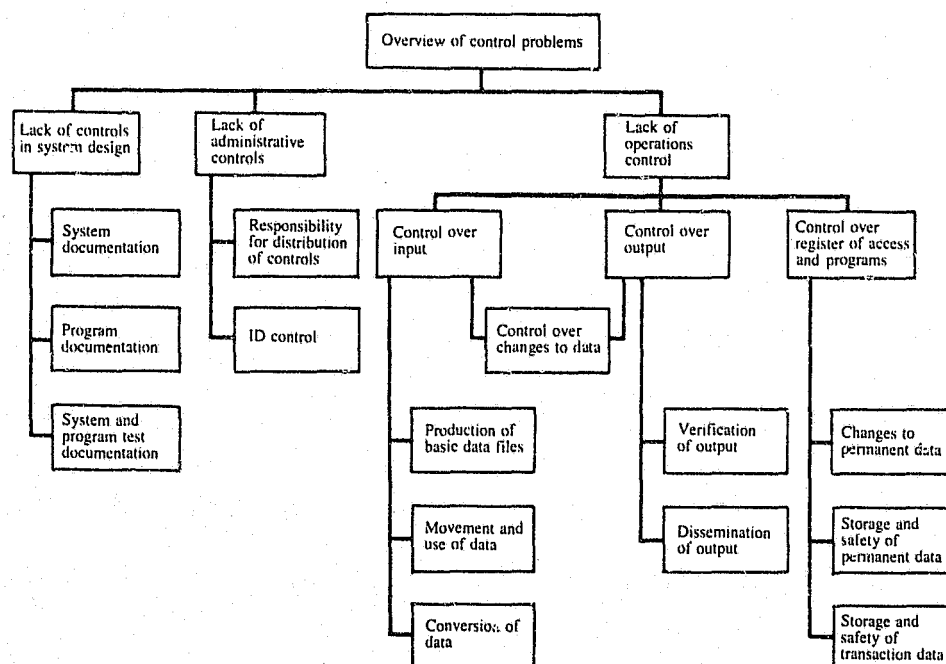 Overview of control problems
Lack of controls
in system design
Lack of
administrative
controls
Lack of
operations
control
System
documentation
Responsibility
for distribution
of controls
Control over
input
Control over
output
Control over
register of access
and programs
Program
documentation
ID control
Control over
changes to data
System and
program test
documentation
Production of
basic data files
Verification
of output
Changes to
permanent data
Movement and
use of data
Dissemination
of output
Storage and
safety of
permanent data
Conversion of
data
Storage and
safety of
transaction data